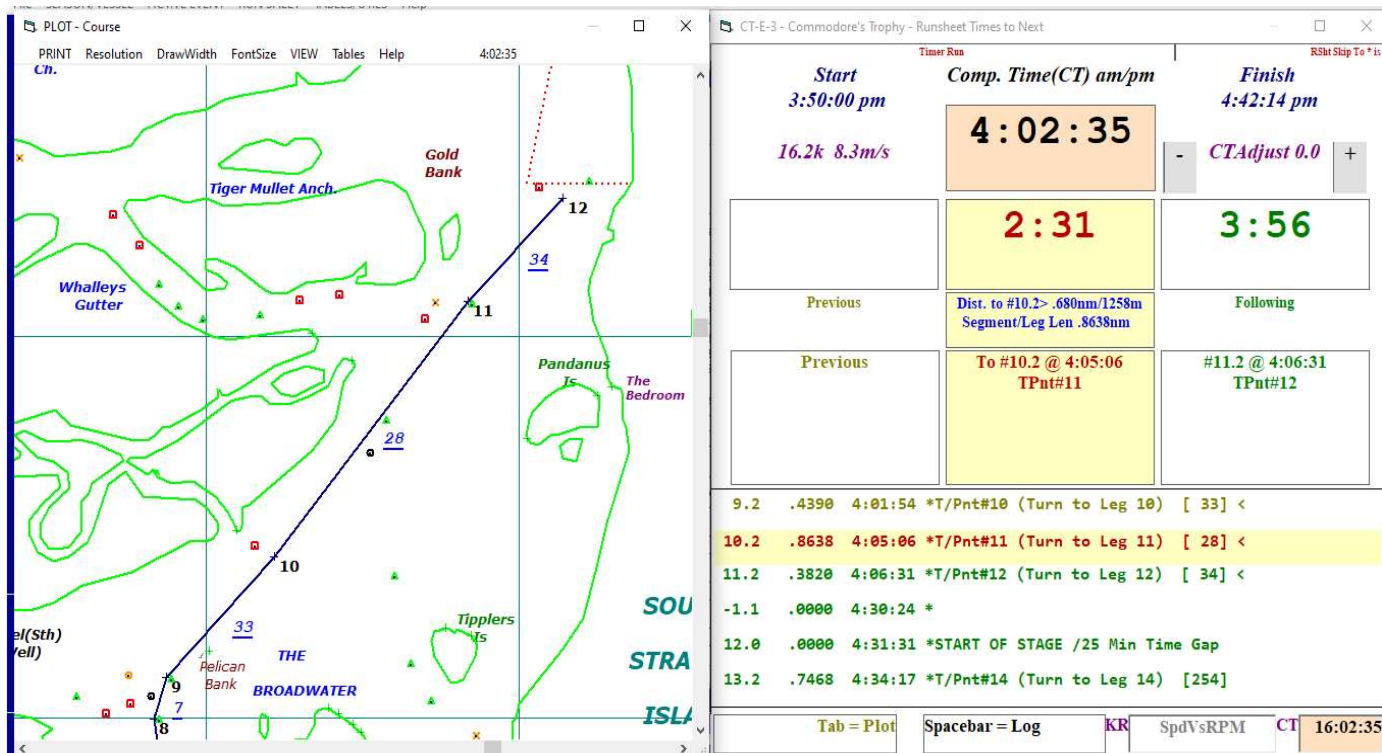 PLOT - Course
PRINT Resolution DrawWidth FontSize VIEW Tables Help 4:02:35
Ch.
Gold
Bank
Tiger Mullet Anch.
12
34
Whalleys
Gutter
11
Pandanus
Is
The
Bedroom
28
10
SOU
Tipplers
Is
33
el(Sth)
THE
STRA
Pelican
Bank
9
BROADWATER
7
ISLA
8
CT-E-3 - Commodore's Trophy - Runsheet Times to Next
Timer Run
RSht Skip To * is
Start
Comp. Time(CT) am/pm
Finish
3:50:00 pm
4:42:14 pm
4:02:35
16.2k 8.3m/s
-
CTAdjust 0.0
+
2:31
3:56
Previous
Dist. to #10.2> .680nm/1258m
Segment/Leg Len .8638nm
Following
Previous
To #10.2 @ 4:05:06
TPnt#11
#11.2 @ 4:06:31
TPnt#12
9.2 .4390 4:01:54 *T/Pnt#10 (Turn to Leg 10) [ 33] <
10.2 .8638 4:05:06 *T/Pnt#11 (Turn to Leg 11) [ 28] <
11.2 .3820 4:06:31 *T/Pnt#12 (Turn to Leg 12) [ 34] <
-1.1 .0000 4:30:24 *
12.0 .0000 4:31:31 *START OF STAGE /25 Min Time Gap
13.2 .7468 4:34:17 *T/Pnt#14 (Turn to Leg 14) [254]
Tab = Plot
Spacebar = Log
KR
SpdVsRPM
CT
16:02:35